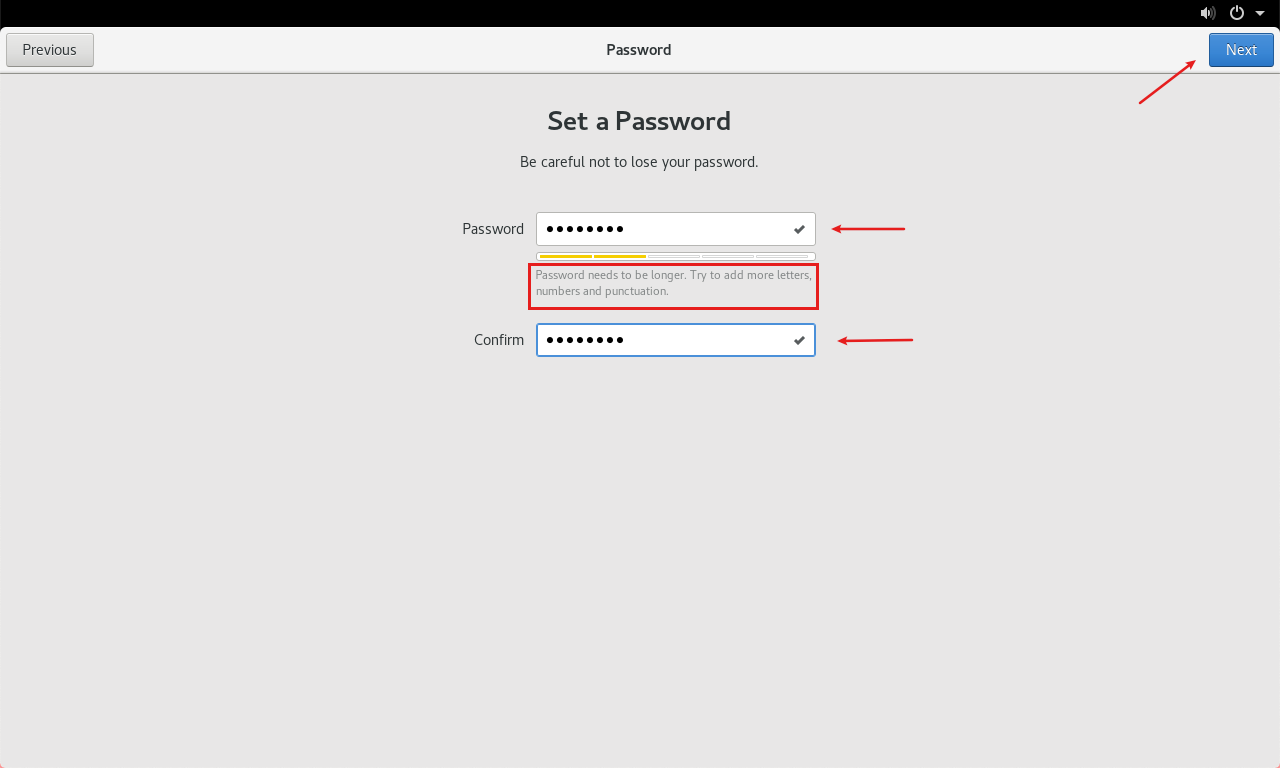 Previous
Password
Next
Set a Password
Be careful not to lose your password.
Password
Password needs to be longer. Try to add more letters,
numbers and punctuation.
Confirm